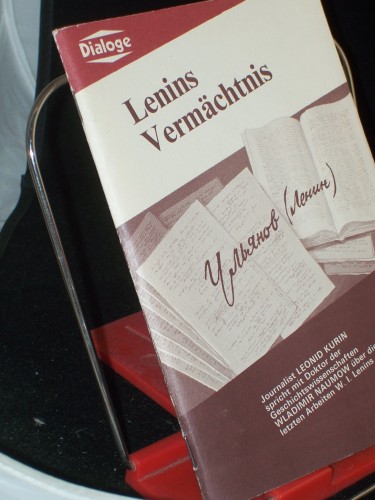 Dialoge
Lenins
Vermächtnis
Ульянов (Ленин)
Journalist LEONID KURIN
spricht mit Doktor der
Geschichtswissenschaften
WLADIMIR NAUMOW über die
letzten Arbeiten W. I. Lenins